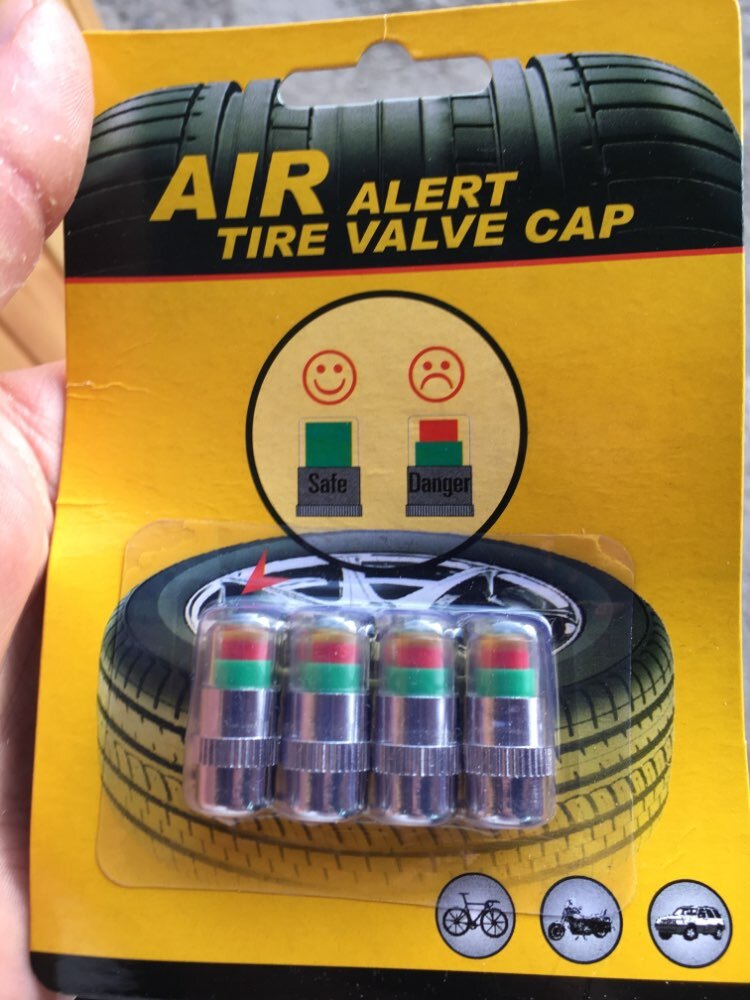 AIR ALERT
TIRE VALVE CAP
Safe
Danger